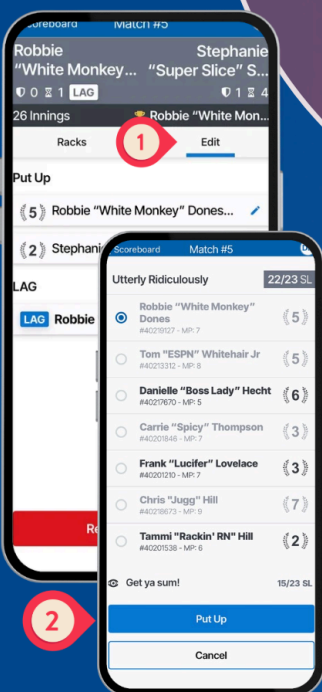 Scoreboard Match #5
Robbie Stephanie
“White Monkey... “Super Slice” S...
0 1 LAG 1 4
26 Innings Robbie “White Mon...
Racks 1 Edit
Put Up
5 Robbie “White Monkey” Dones...
2 Stephani
LAG
LAG Robbie
Re
Scoreboard Match #5
Utterly Ridiculously 22/23 SL
Robbie “White Monkey”
Dones
#40219127 - MP: 7
5
Tom "ESPN" Whitehair Jr
#40213312 - MP: 8
5
Danielle “Boss Lady” Hecht
#40217670 - MP: 5
6
Carrie “Spicy” Thompson
#40201846 - MP: 7
3
Frank “Lucifer” Lovelace
#40201210 - MP: 7
3
Chris "Jugg" Hill
#40218673 - MP: 9
7
Tammi "Rackin' RN" Hill
#40201538 - MP: 6
2
Get ya sum! 15/23 SL
2 Put Up
Cancel